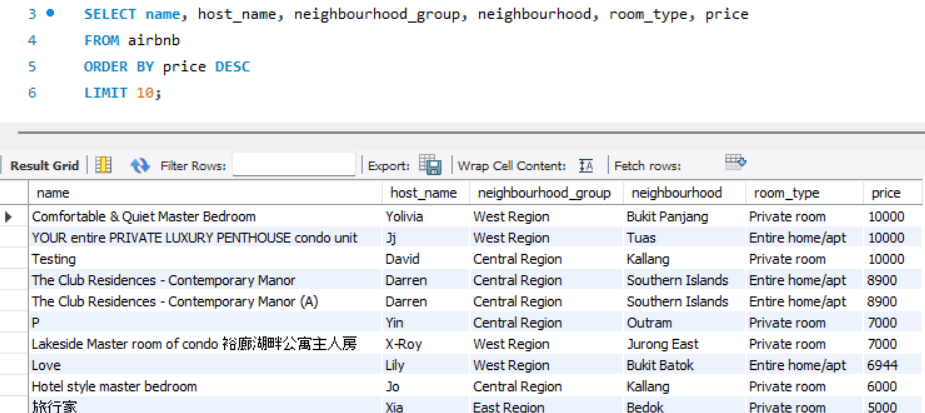 3 SELECT name, host_name, neighbourhood_group, neighbourhood, room_type, price
4 FROM airbnb
5 ORDER BY price DESC
6 LIMIT 10;
Result Grid Filter Rows: Export: Wrap Cell Content: Fetch rows:
name host_name neighbourhood_group neighbourhood room_type price
Comfortable & Quiet Master Bedroom Yolivia West Region Bukit Panjang Private room 10000
YOUR entire PRIVATE LUXURY PENTHOUSE condo unit Jj West Region Tuas Entire home/apt 10000
Testing David Central Region Kallang Private room 10000
The Club Residences - Contemporary Manor Darren Central Region Southern Islands Entire home/apt 8900
The Club Residences - Contemporary Manor (A) Darren Central Region Southern Islands Entire home/apt 8900
P Yin Central Region Outram Private room 7000
Lakeside Master room of condo 裕廊湖畔公寓主人房 X-Roy West Region Jurong East Private room 7000
Love Lily West Region Bukit Batok Entire home/apt 6944
Hotel style master bedroom Jo Central Region Kallang Private room 6000
旅行家 Xia East Region Bedok Private room 5000